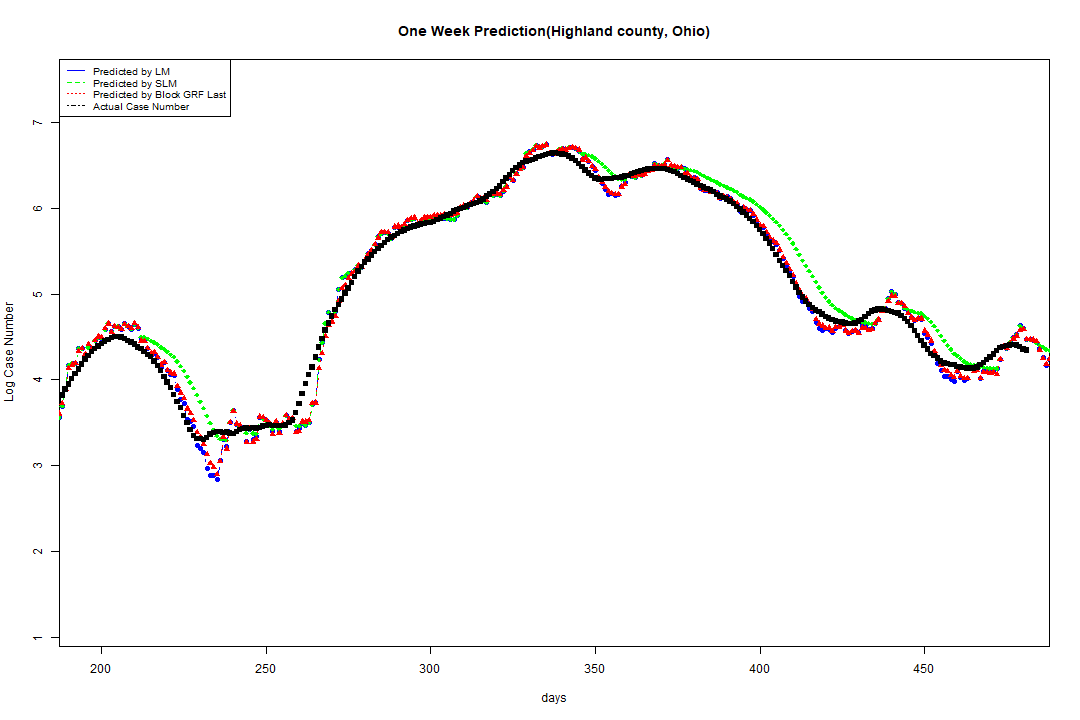 One Week Prediction(Highland county, Ohio)
Predicted by LM
Predicted by SLM
Predicted by Block GRF Last
Actual Case Number
7
6
5
4
3
2
1
Log Case Number
200 250 300 350 400 450
days